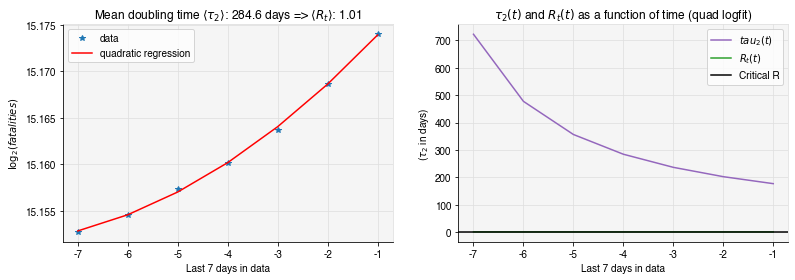 Mean doubling time ⟨τ₂⟩: 284.6 days => ⟨Rₜ⟩: 1.01
data
quadratic regression
15.175
15.170
15.165
15.160
15.155
log₂(fatalities)
-7 -6 -5 -4 -3 -2 -1
Last 7 days in data
τ₂(t) and Rₜ(t) as a function of time (quad logfit)
tau₂(t)
Rₜ(t)
Critical R
700
600
500
400
300
200
100
0
(τ₂ in days)
-7 -6 -5 -4 -3 -2 -1
Last 7 days in data